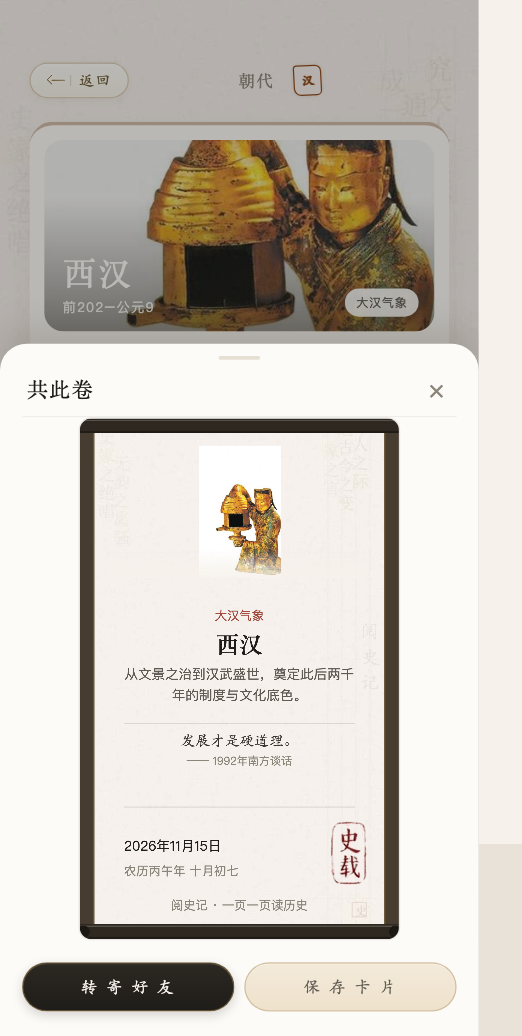 返回
朝代
汉
西汉
前202—公元9
大汉气象
共此卷
大汉气象
西汉
从文景之治到汉武盛世，奠定此后两千
年的制度与文化底色。
发展才是硬道理。
—— 1992年南方谈话
2026年11月15日
农历丙午年 十月初七
史载
阅史记 · 一页一页读历史
转寄好友
保存卡片